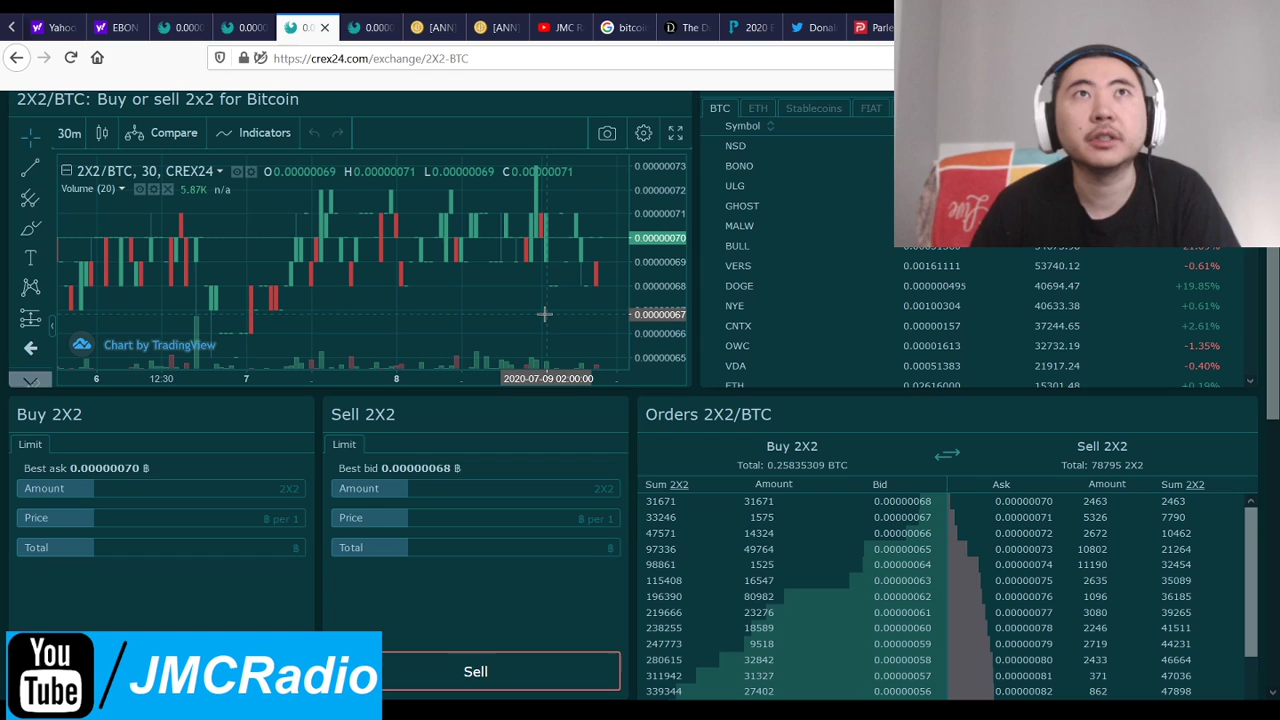 Yahoo
EBON
0.0000
0.0000
0.0
0.0000
[ANN]
[ANN]
JMC R
bitcoi
The D
2020 E
Donal
Parle
https://crex24.com/exchange/2X2-BTC
2X2/BTC: Buy or sell 2x2 for Bitcoin
30m
Compare
Indicators
2X2/BTC, 30, CREX24
O0.00000069 H0.00000071 L0.00000069 C0.00000071
Volume (20)
5.87K n/a
0.00000073
0.00000072
0.00000071
0.00000070
0.00000069
0.00000068
0.00000067
0.00000066
0.00000065
Chart by TradingView
6
12:30
7
8
2020-07-09 02:00:00
BTC
ETH
Stablecoins
FIAT
Symbol
NSD
BONO
ULG
GHOST
MALW
BULL
VERS 0.00161111 53740.12 -0.61%
DOGE 0.000000495 40694.47 +19.85%
NYE 0.00100304 40633.38 +0.61%
CNTX 0.00000157 37244.65 +2.61%
OWC 0.00001613 32732.19 -1.35%
VDA 0.00051383 21917.24 -0.40%
ETH 0.02616000 15301.48 +0.19%
Buy 2X2
Limit
Best ask 0.00000070 ฿
Amount 2X2
Price ฿ per 1
Total ฿
Sell 2X2
Limit
Best bid 0.00000068 ฿
Amount 2X2
Price ฿ per 1
Total ฿
Sell
Orders 2X2/BTC
Buy 2X2
Total: 0.25835309 BTC
Sell 2X2
Total: 78795 2X2
Sum 2X2 Amount Bid Ask Amount Sum 2X2
31671 31671 0.00000068 0.00000070 2463 2463
33246 1575 0.00000067 0.00000071 5326 7790
47571 14324 0.00000066 0.00000072 2672 10462
97336 49764 0.00000065 0.00000073 10802 21264
98861 1525 0.00000064 0.00000074 11190 32454
115408 16547 0.00000063 0.00000075 2635 35089
196390 80982 0.00000062 0.00000076 1096 36185
219666 23276 0.00000061 0.00000077 3080 39265
238255 18589 0.00000060 0.00000078 2246 41511
247773 9518 0.00000059 0.00000079 2719 44231
280615 32842 0.00000058 0.00000080 2433 46664
311942 31327 0.00000057 0.00000081 371 47036
339344 27402 0.00000056 0.00000082 862 47898
You
Tube
/ JMCRadio
Live